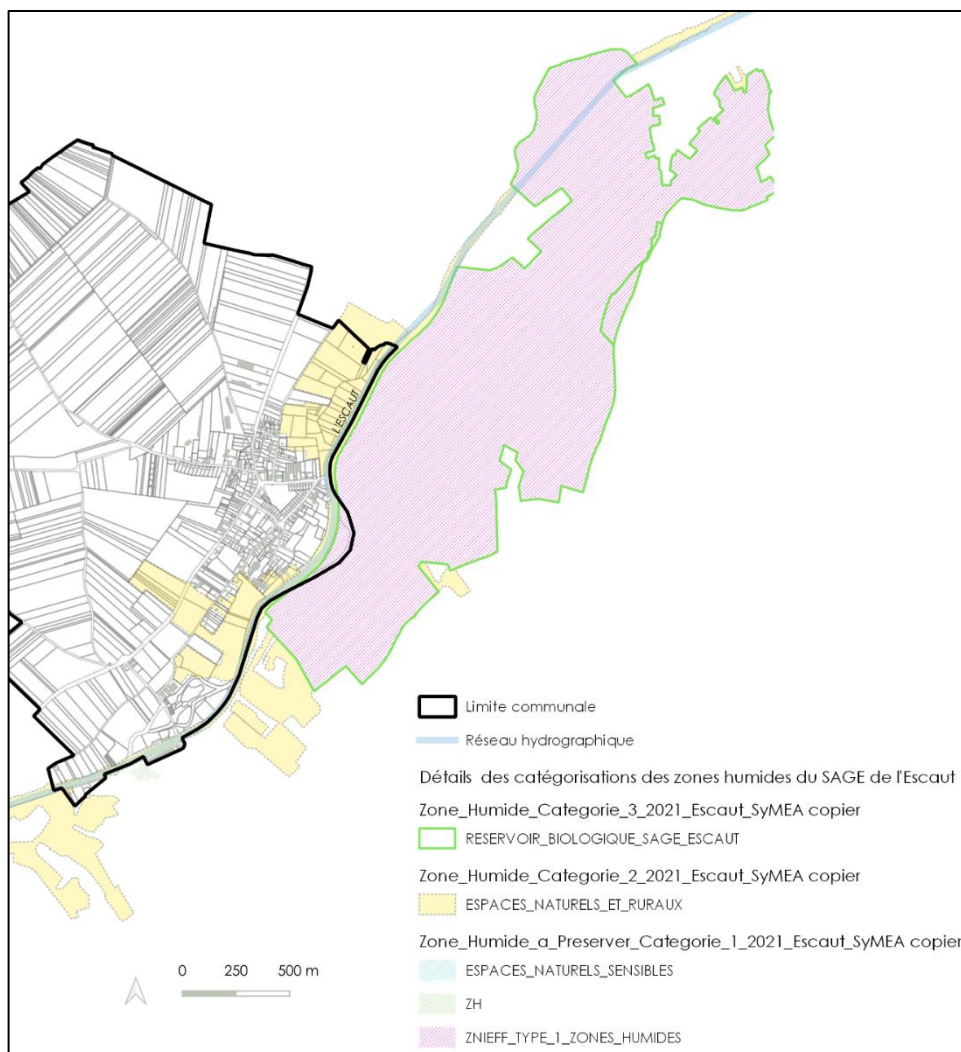 L'ESCAUT
Limite communale
Réseau hydrographique
Détails des catégorisations des zones humides du SAGE de l'Escaut
Zone_Humide_Categorie_3_2021_Escaut_SyMEA copier
RESERVOIR_BIOLOGIQUE_SAGE_ESCAUT
Zone_Humide_Categorie_2_2021_Escaut_SyMEA copier
ESPACES_NATURELS_ET_RURAUX
Zone_Humide_a_Preserver_Categorie_1_2021_Escaut_SyMEA copier
ESPACES_NATURELS_SENSIBLES
ZH
ZNIEFF_TYPE_1_ZONES_HUMIDES
0 250 500 m